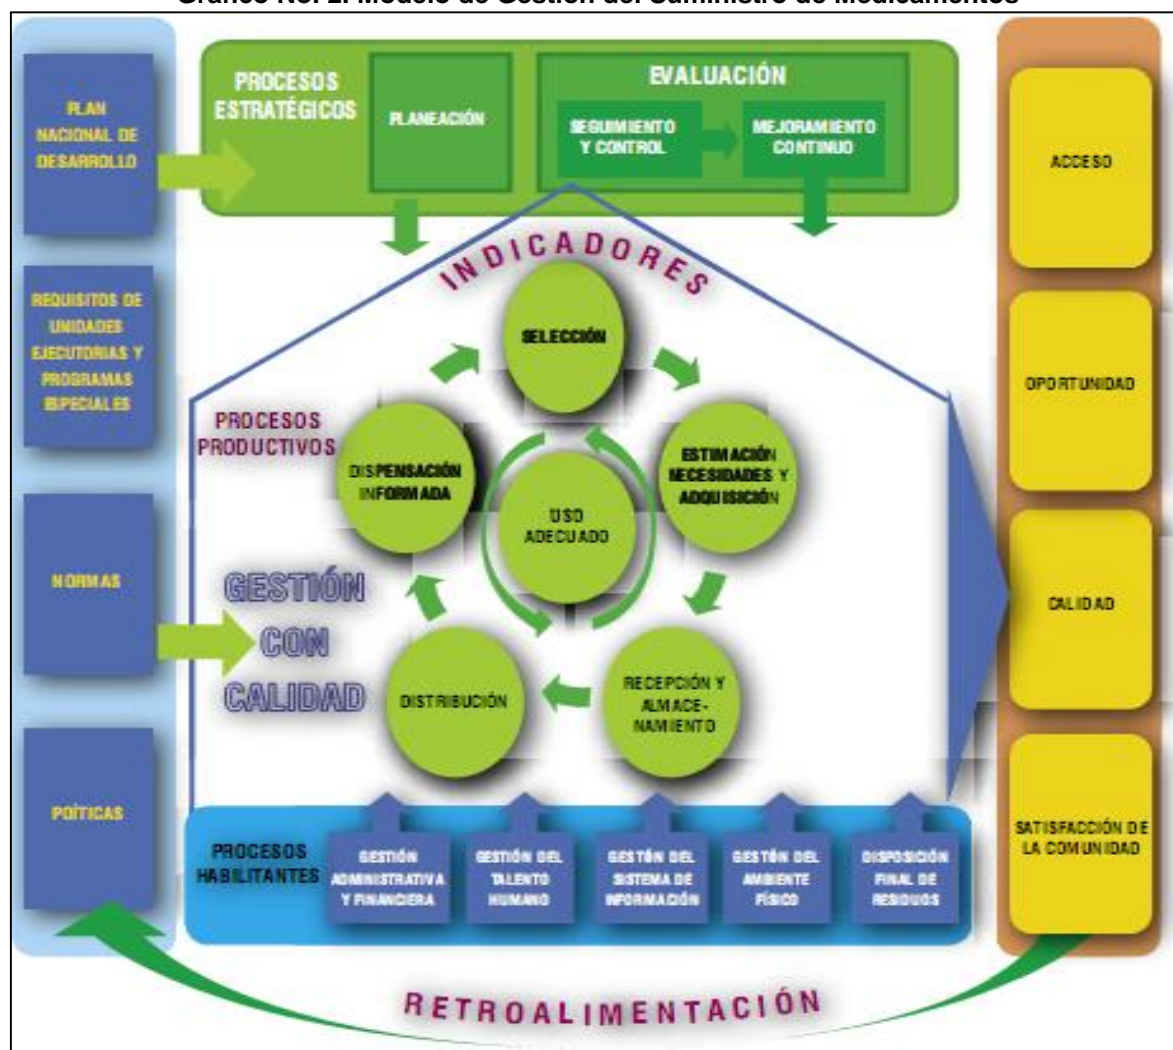 Gráfico No. 2. Modelo de Gestión del Suministro de Medicamentos
PLAN
NACIONAL DE
DESARROLLO
REQUISITOS DE
UNIDADES
EJECUTORIAS Y
PROGRAMAS
ESPECIALES
NORMAS
POÍTICAS
PROCESOS
ESTRATÉGICOS
PLANEACIÓN
EVALUACIÓN
SEGUIMIENTO
Y CONTROL
MEJORAMIENTO
CONTINUO
INDICADORES
PROCESOS
PRODUCTIVOS
GESTIÓN
CON
CALIDAD
SELECCIÓN
ESTIMACIÓN
NECESIDADES Y
ADQUISICIÓN
RECEPCIÓN Y
ALMACE-
NAMIENTO
DISTRIBUCIÓN
DISPENSACIÓN
INFORMADA
USO
ADECUADO
PROCESOS
HABILITANTES
GESTIÓN
ADMINISTRATIVA
Y FINANCIERA
GESTIÓN DEL
TALENTO
HUMANO
GESTÓN DEL
SISTEMA DE
INFORMACIÓN
GESTÓN DEL
AMBIENTE
FÍSICO
DISPOSICIÓN
FINAL DE
RESIDUOS
ACCESO
OPORTUNIDAD
CALIDAD
SATISFACCIÓN DE
LA COMUNIDAD
RETROALIMENTACIÓN